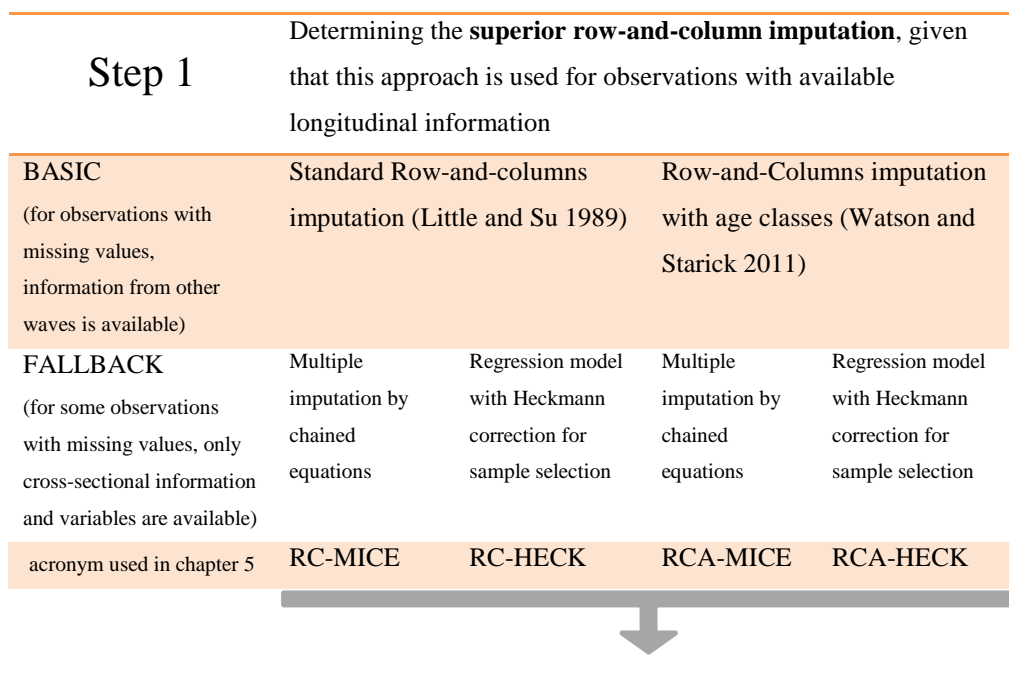 Step 1
Determining the superior row-and-column imputation, given
that this approach is used for observations with available
longitudinal information
BASIC
(for observations with
missing values,
information from other
waves is available)
Standard Row-and-columns
imputation (Little and Su 1989)
Row-and-Columns imputation
with age classes (Watson and
Starick 2011)
FALLBACK
(for some observations
with missing values, only
cross-sectional information
and variables are available)
Multiple
imputation by
chained
equations
Regression model
with Heckmann
correction for
sample selection
Multiple
imputation by
chained
equations
Regression model
with Heckmann
correction for
sample selection
acronym used in chapter 5
RC-MICE
RC-HECK
RCA-MICE
RCA-HECK